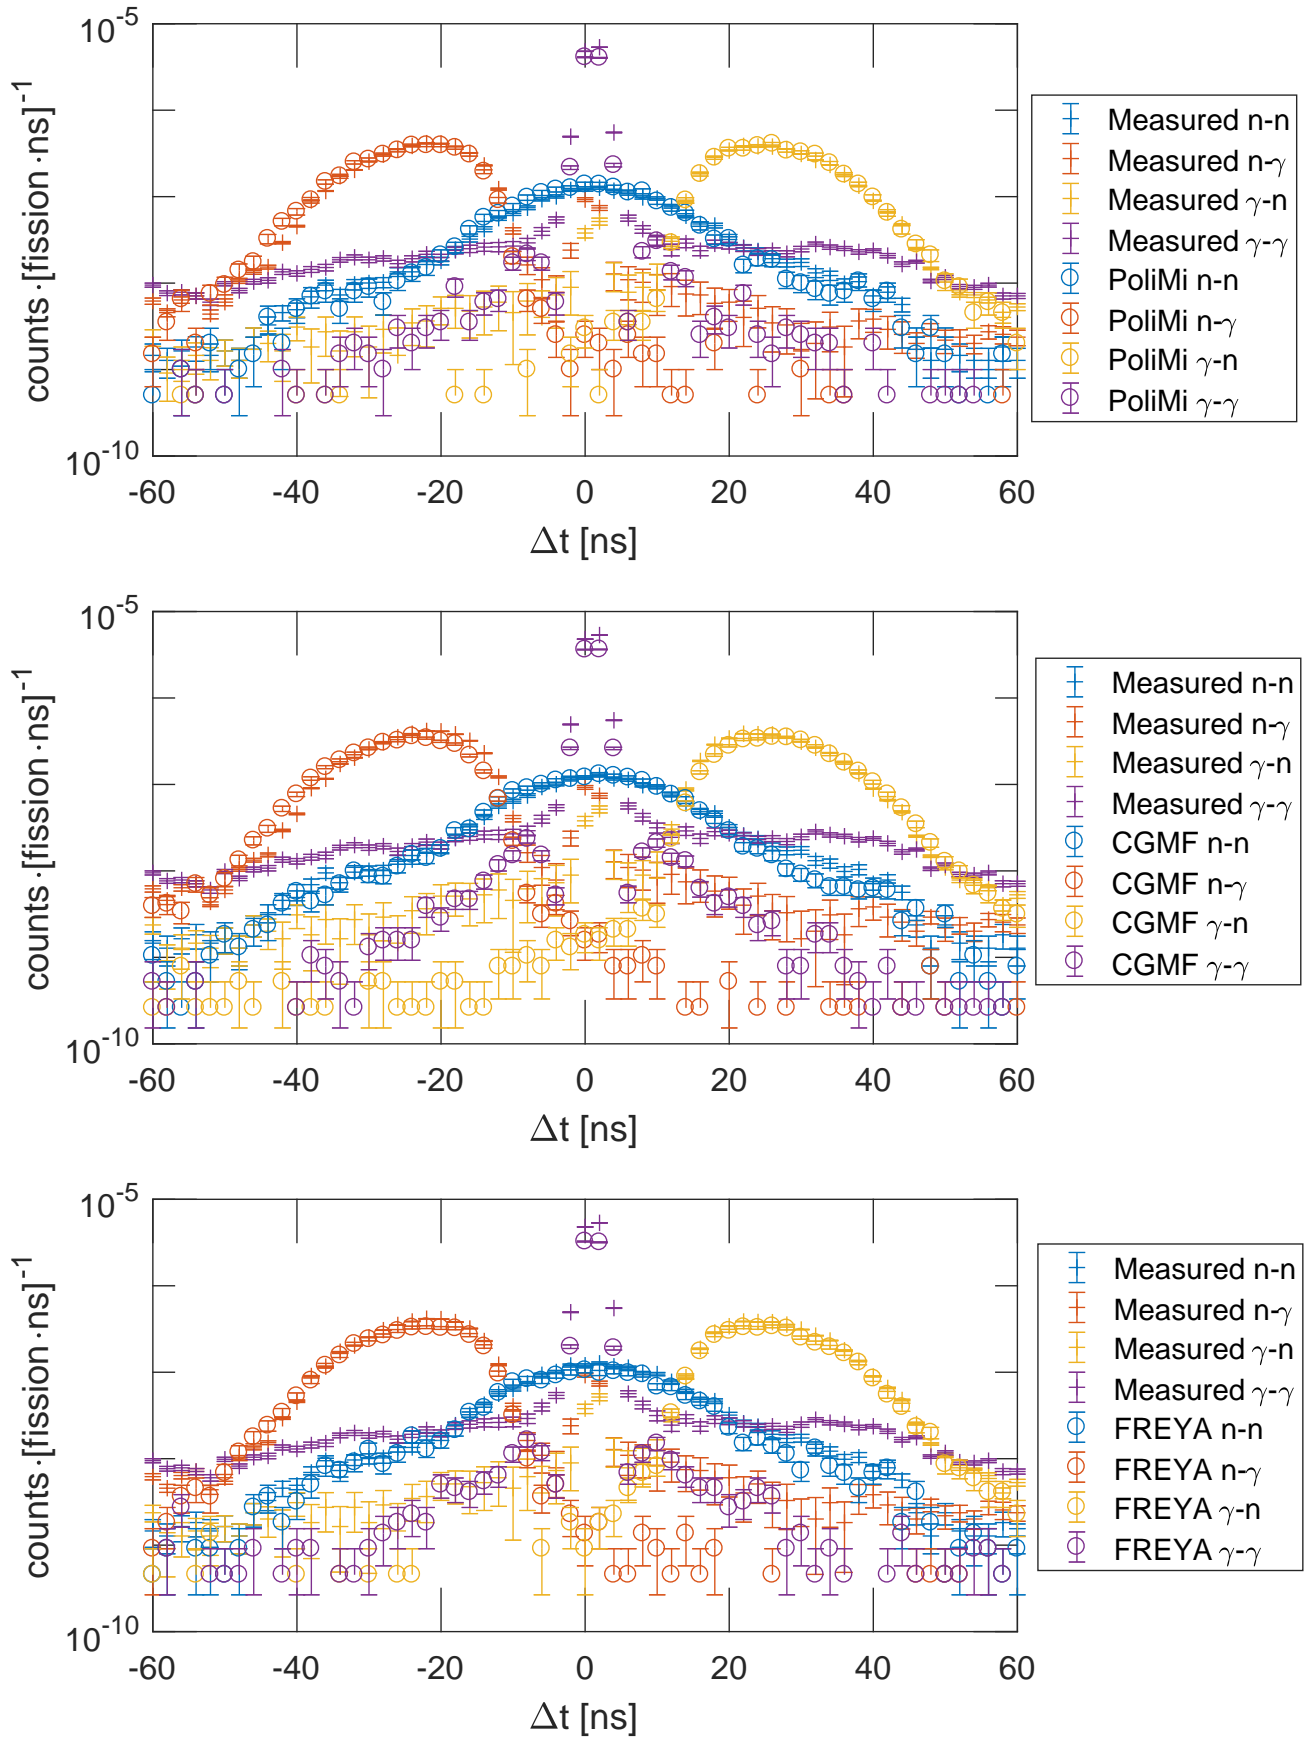 10-5
counts·[fission·ns]-1
10-10
-60 -40 -20 0 20 40 60
Δt [ns]
Measured n-n
Measured n-γ
Measured γ-n
Measured γ-γ
PoliMi n-n
PoliMi n-γ
PoliMi γ-n
PoliMi γ-γ
10-5
counts·[fission·ns]-1
10-10
-60 -40 -20 0 20 40 60
Δt [ns]
Measured n-n
Measured n-γ
Measured γ-n
Measured γ-γ
CGMF n-n
CGMF n-γ
CGMF γ-n
CGMF γ-γ
10-5
counts·[fission·ns]-1
10-10
-60 -40 -20 0 20 40 60
Δt [ns]
Measured n-n
Measured n-γ
Measured γ-n
Measured γ-γ
FREYA n-n
FREYA n-γ
FREYA γ-n
FREYA γ-γ